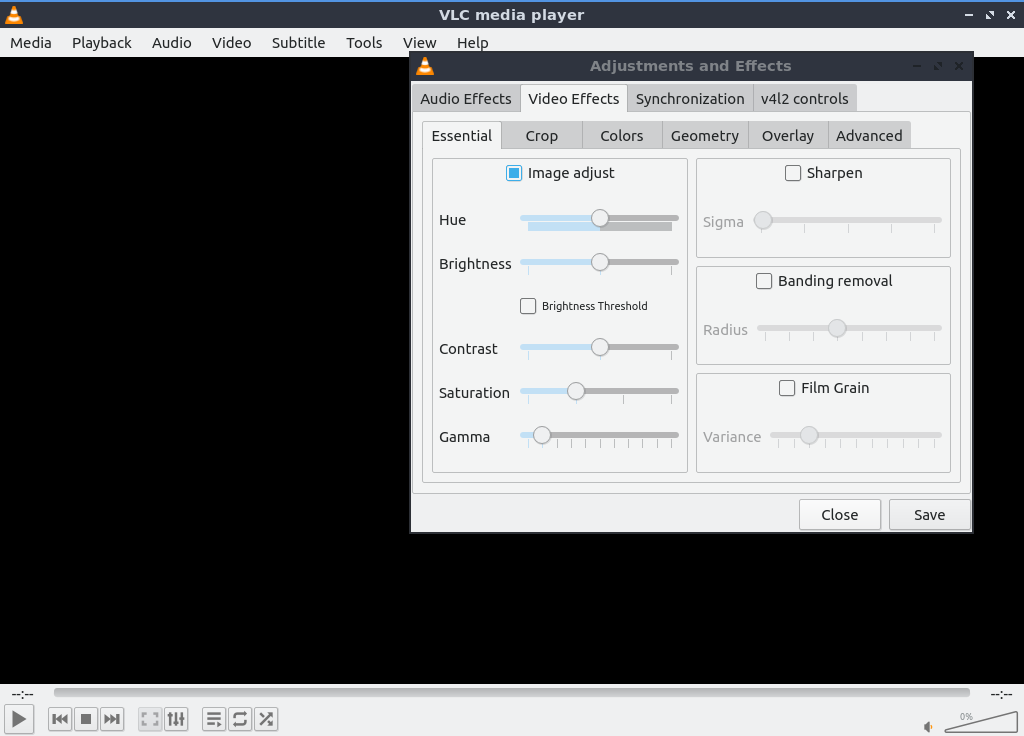 VLC media player
Media Playback Audio Video Subtitle Tools View Help
Adjustments and Effects
Audio Effects Video Effects Synchronization v4l2 controls
Essential Crop Colors Geometry Overlay Advanced
Image adjust
Hue
Brightness
Brightness Threshold
Contrast
Saturation
Gamma
Sharpen
Sigma
Banding removal
Radius
Film Grain
Variance
Close Save
--:-- --:--
0%